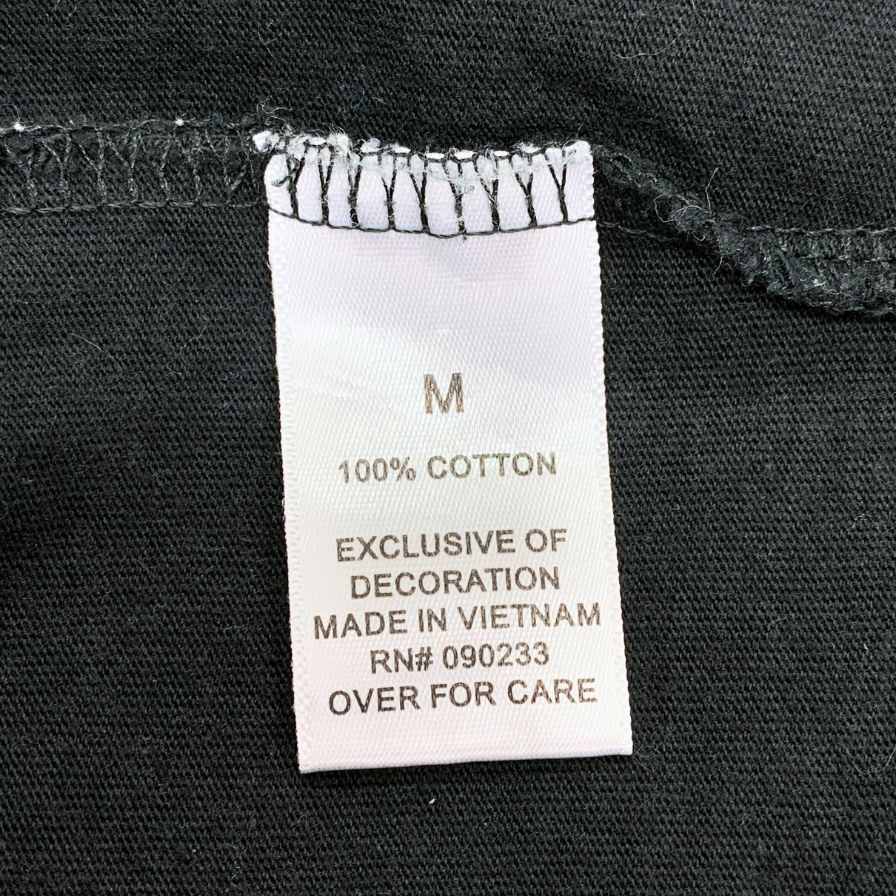 M
100% COTTON
EXCLUSIVE OF
DECORATION
MADE IN VIETNAM
RN# 090233
OVER FOR CARE